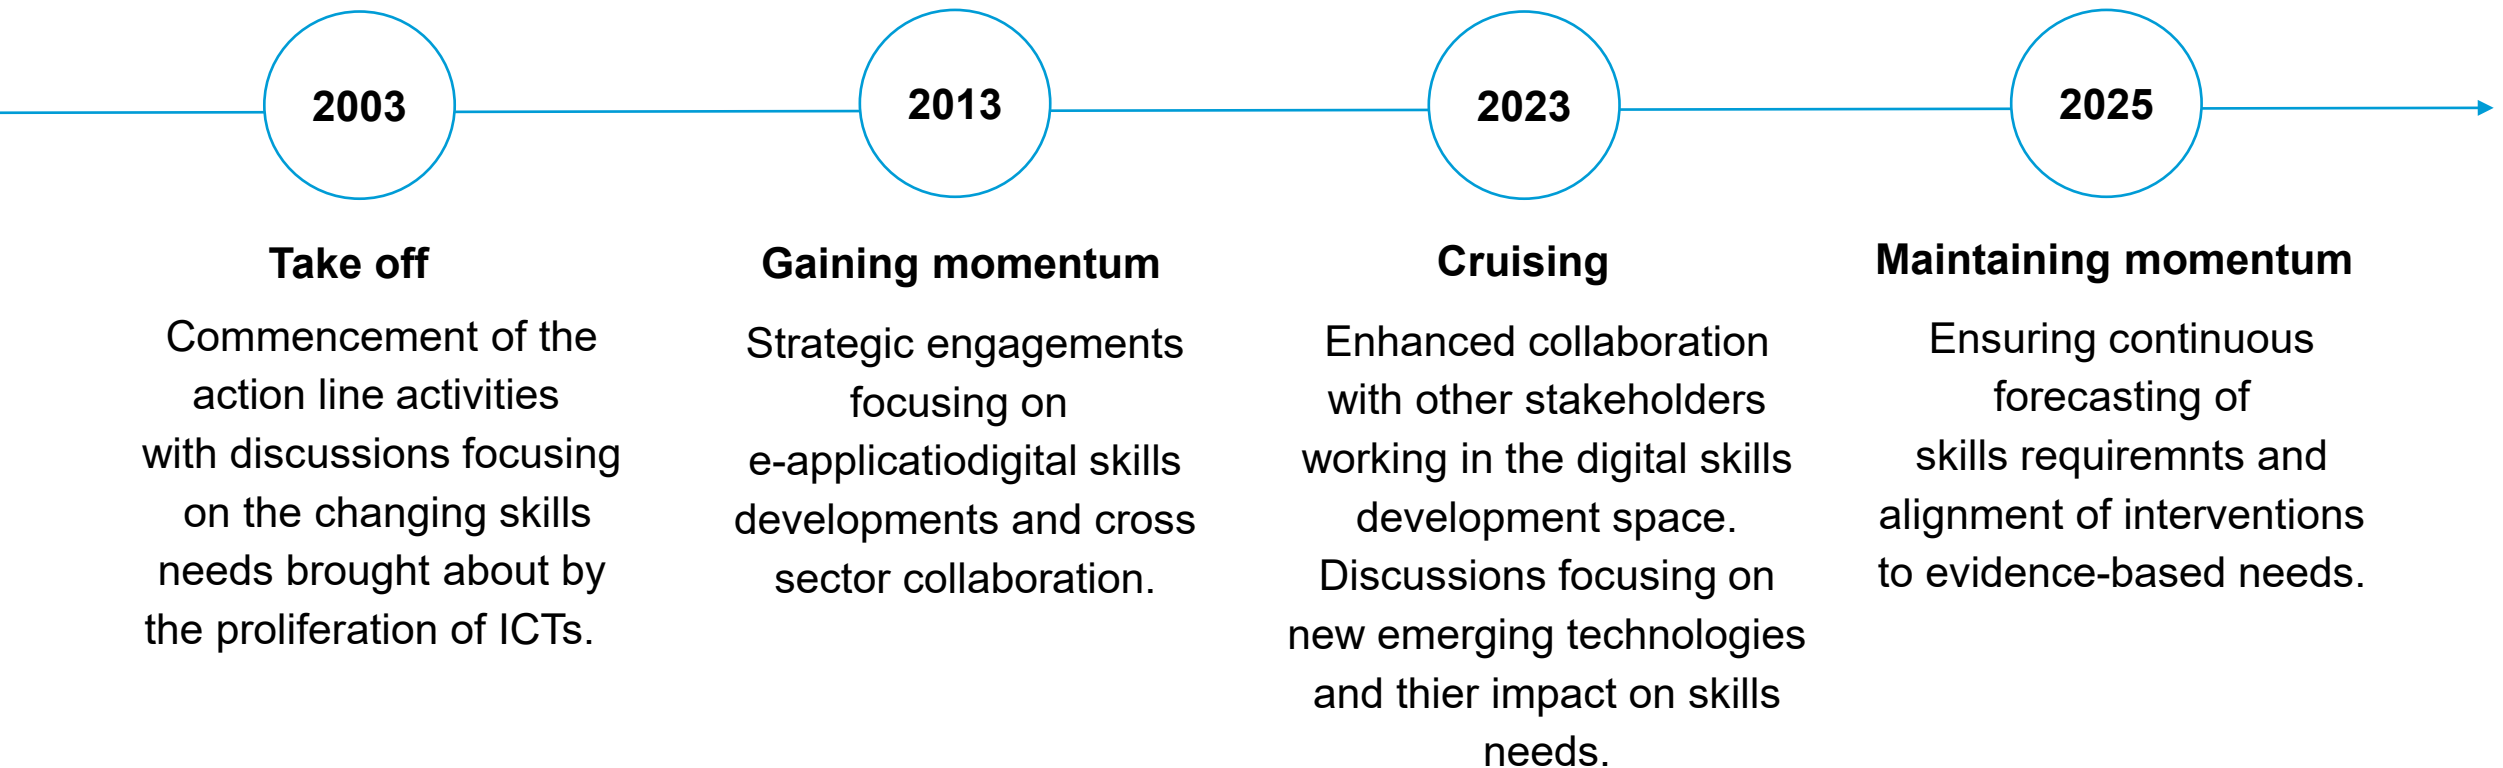 2003
2013
2023
2025
Take off
Commencement of the
action line activities
with discussions focusing
on the changing skills
needs brought about by
the proliferation of ICTs.
Gaining momentum
Strategic engagements
focusing on
e-applicatiodigital skills
developments and cross
sector collaboration.
Cruising
Enhanced collaboration
with other stakeholders
working in the digital skills
development space.
Discussions focusing on
new emerging technologies
and thier impact on skills
needs.
Maintaining momentum
Ensuring continuous
forecasting of
skills requiremnts and
alignment of interventions
to evidence-based needs.